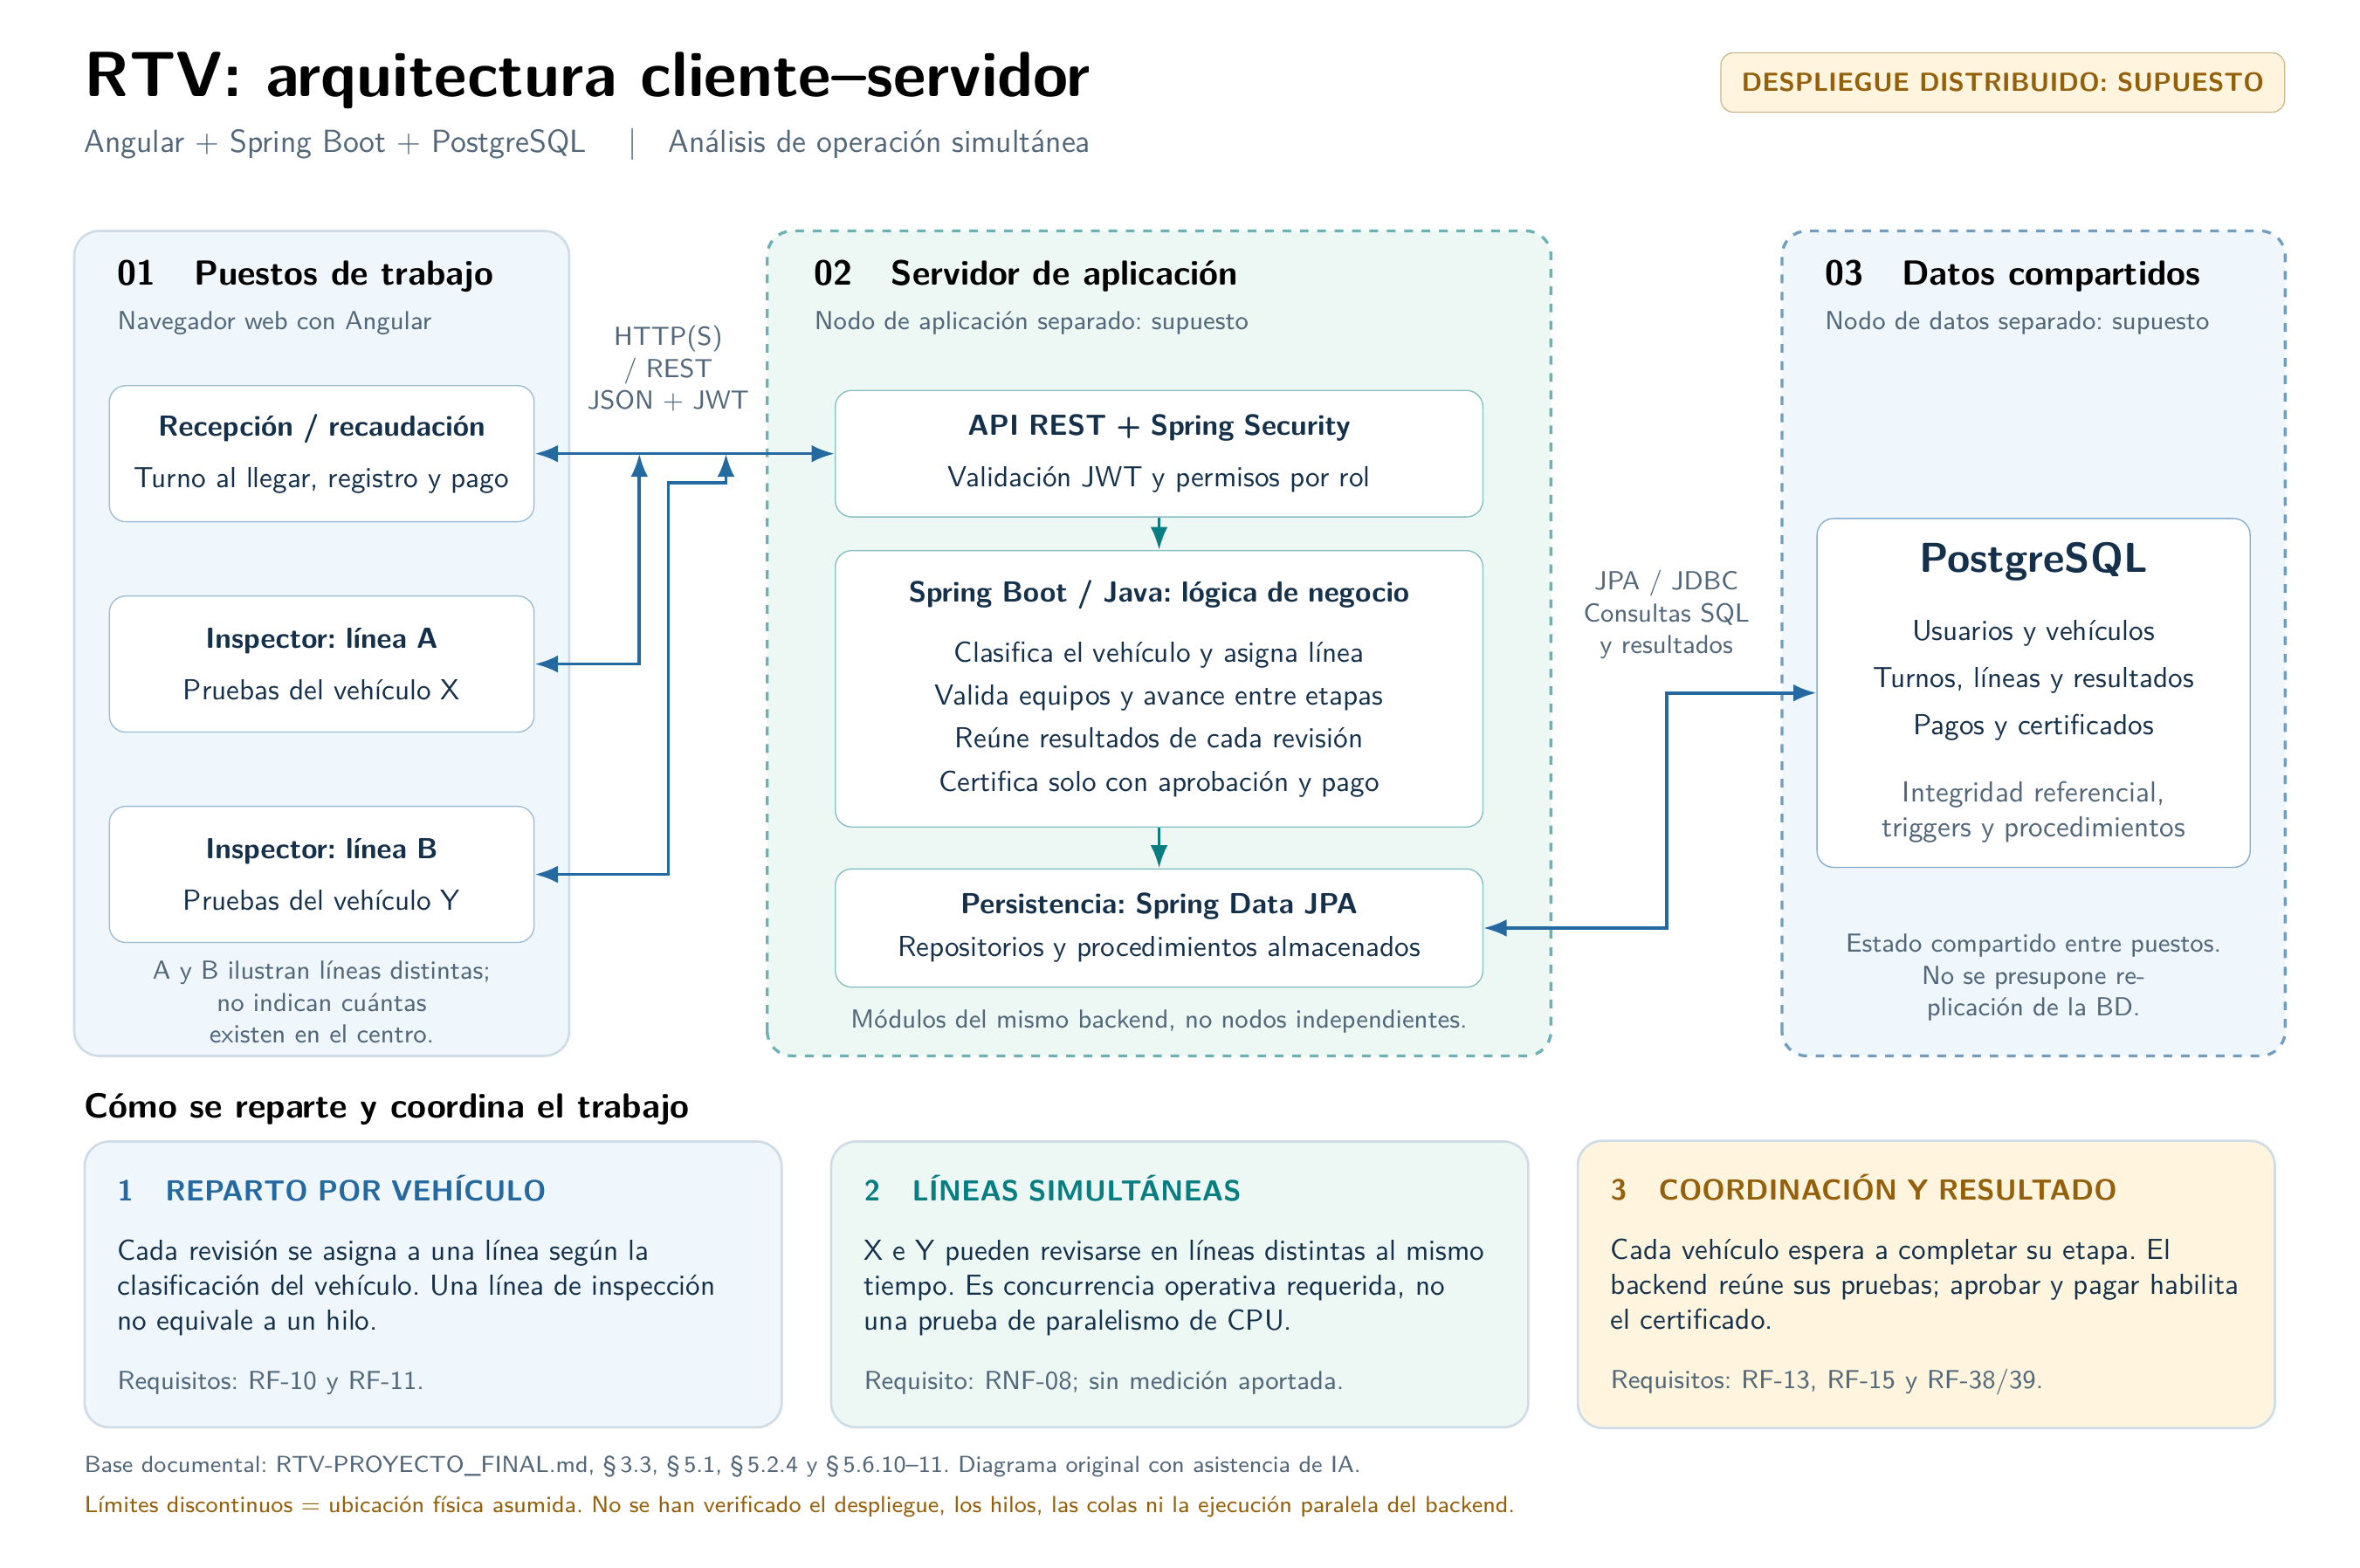 RTV: arquitectura cliente–servidor
DESPLIEGUE DISTRIBUIDO: SUPUESTO
Angular + Spring Boot + PostgreSQL | Análisis de operación simultánea
01 Puestos de trabajo
Navegador web con Angular
Recepción / recaudación
Turno al llegar, registro y pago
Inspector: línea A
Pruebas del vehículo X
Inspector: línea B
Pruebas del vehículo Y
A y B ilustran líneas distintas;
no indican cuántas
existen en el centro.
HTTP(S)
/ REST
JSON + JWT
02 Servidor de aplicación
Nodo de aplicación separado: supuesto
API REST + Spring Security
Validación JWT y permisos por rol
Spring Boot / Java: lógica de negocio
Clasifica el vehículo y asigna línea
Valida equipos y avance entre etapas
Reúne resultados de cada revisión
Certifica solo con aprobación y pago
Persistencia: Spring Data JPA
Repositorios y procedimientos almacenados
Módulos del mismo backend, no nodos independientes.
JPA / JDBC
Consultas SQL
y resultados
03 Datos compartidos
Nodo de datos separado: supuesto
PostgreSQL
Usuarios y vehículos
Turnos, líneas y resultados
Pagos y certificados
Integridad referencial,
triggers y procedimientos
Estado compartido entre puestos.
No se presupone re-
plicación de la BD.
Cómo se reparte y coordina el trabajo
1 REPARTO POR VEHÍCULO
Cada revisión se asigna a una línea según la
clasificación del vehículo. Una línea de inspección
no equivale a un hilo.
Requisitos: RF-10 y RF-11.
2 LÍNEAS SIMULTÁNEAS
X e Y pueden revisarse en líneas distintas al mismo
tiempo. Es concurrencia operativa requerida, no
una prueba de paralelismo de CPU.
Requisito: RNF-08; sin medición aportada.
3 COORDINACIÓN Y RESULTADO
Cada vehículo espera a completar su etapa. El
backend reúne sus pruebas; aprobar y pagar habilita
el certificado.
Requisitos: RF-13, RF-15 y RF-38/39.
Base documental: RTV-PROYECTO_FINAL.md, §3.3, §5.1, §5.2.4 y §5.6.10–11. Diagrama original con asistencia de IA.
Límites discontinuos = ubicación física asumida. No se han verificado el despliegue, los hilos, las colas ni la ejecución paralela del backend.